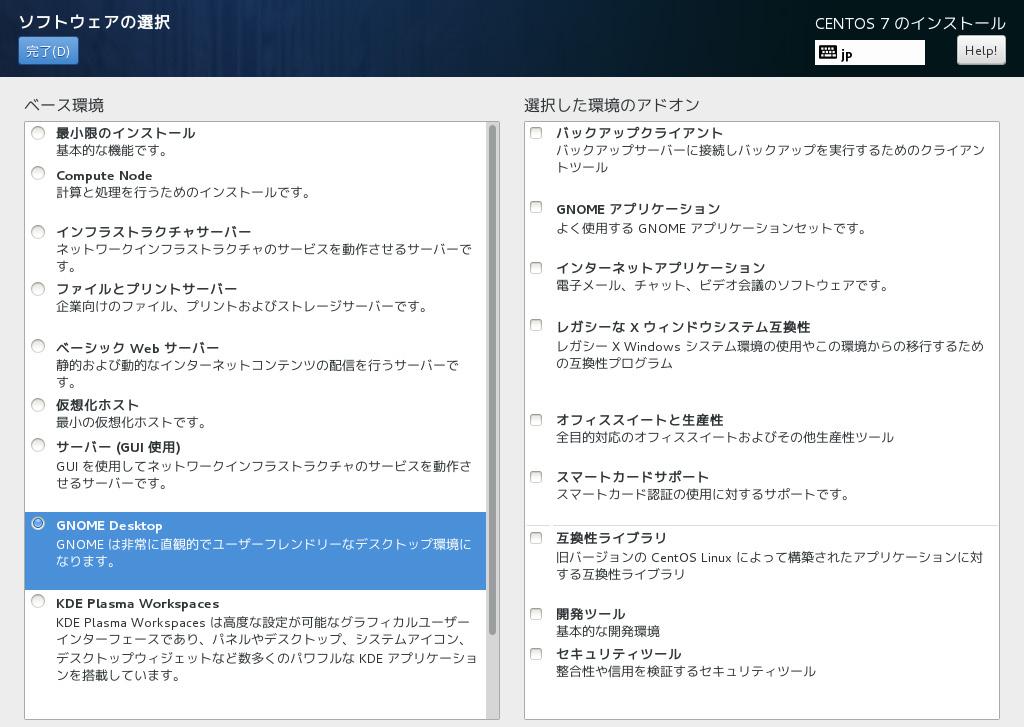 ソフトウェアの選択
完了(D)
CENTOS 7 のインストール
jp
Help!
ベース環境
最小限のインストール
基本的な機能です。
Compute Node
計算と処理を行うためのインストールです。
インフラストラクチャサーバー
ネットワークインフラストラクチャのサービスを動作させるサーバーで
す。
ファイルとプリントサーバー
企業向けのファイル、プリントおよびストレージサーバーです。
ベーシック Web サーバー
静的および動的なインターネットコンテンツの配信を行うサーバーで
す。
仮想化ホスト
最小の仮想化ホストです。
サーバー (GUI 使用)
GUI を使用してネットワークインフラストラクチャのサービスを動作さ
せるサーバーです。
GNOME Desktop
GNOME は非常に直観的でユーザーフレンドリーなデスクトップ環境に
なります。
KDE Plasma Workspaces
KDE Plasma Workspaces は高度な設定が可能なグラフィカルユーザー
インターフェースであり、パネルやデスクトップ、システムアイコン、
デスクトップウィジェットなど数多くのパワフルな KDE アプリケーショ
ンを搭載しています。
選択した環境のアドオン
バックアップクライアント
バックアップサーバーに接続しバックアップを実行するためのクライアン
トツール
GNOME アプリケーション
よく使用する GNOME アプリケーションセットです。
インターネットアプリケーション
電子メール、チャット、ビデオ会議のソフトウェアです。
レガシーな X ウィンドウシステム互換性
レガシー X Windows システム環境の使用やこの環境からの移行するため
の互換性プログラム
オフィススイートと生産性
全目的対応のオフィススイートおよびその他生産性ツール
スマートカードサポート
スマートカード認証の使用に対するサポートです。
互換性ライブラリ
旧バージョンの CentOS Linux によって構築されたアプリケーションに対
する互換性ライブラリ
開発ツール
基本的な開発環境
セキュリティツール
整合性や信用を検証するセキュリティツール